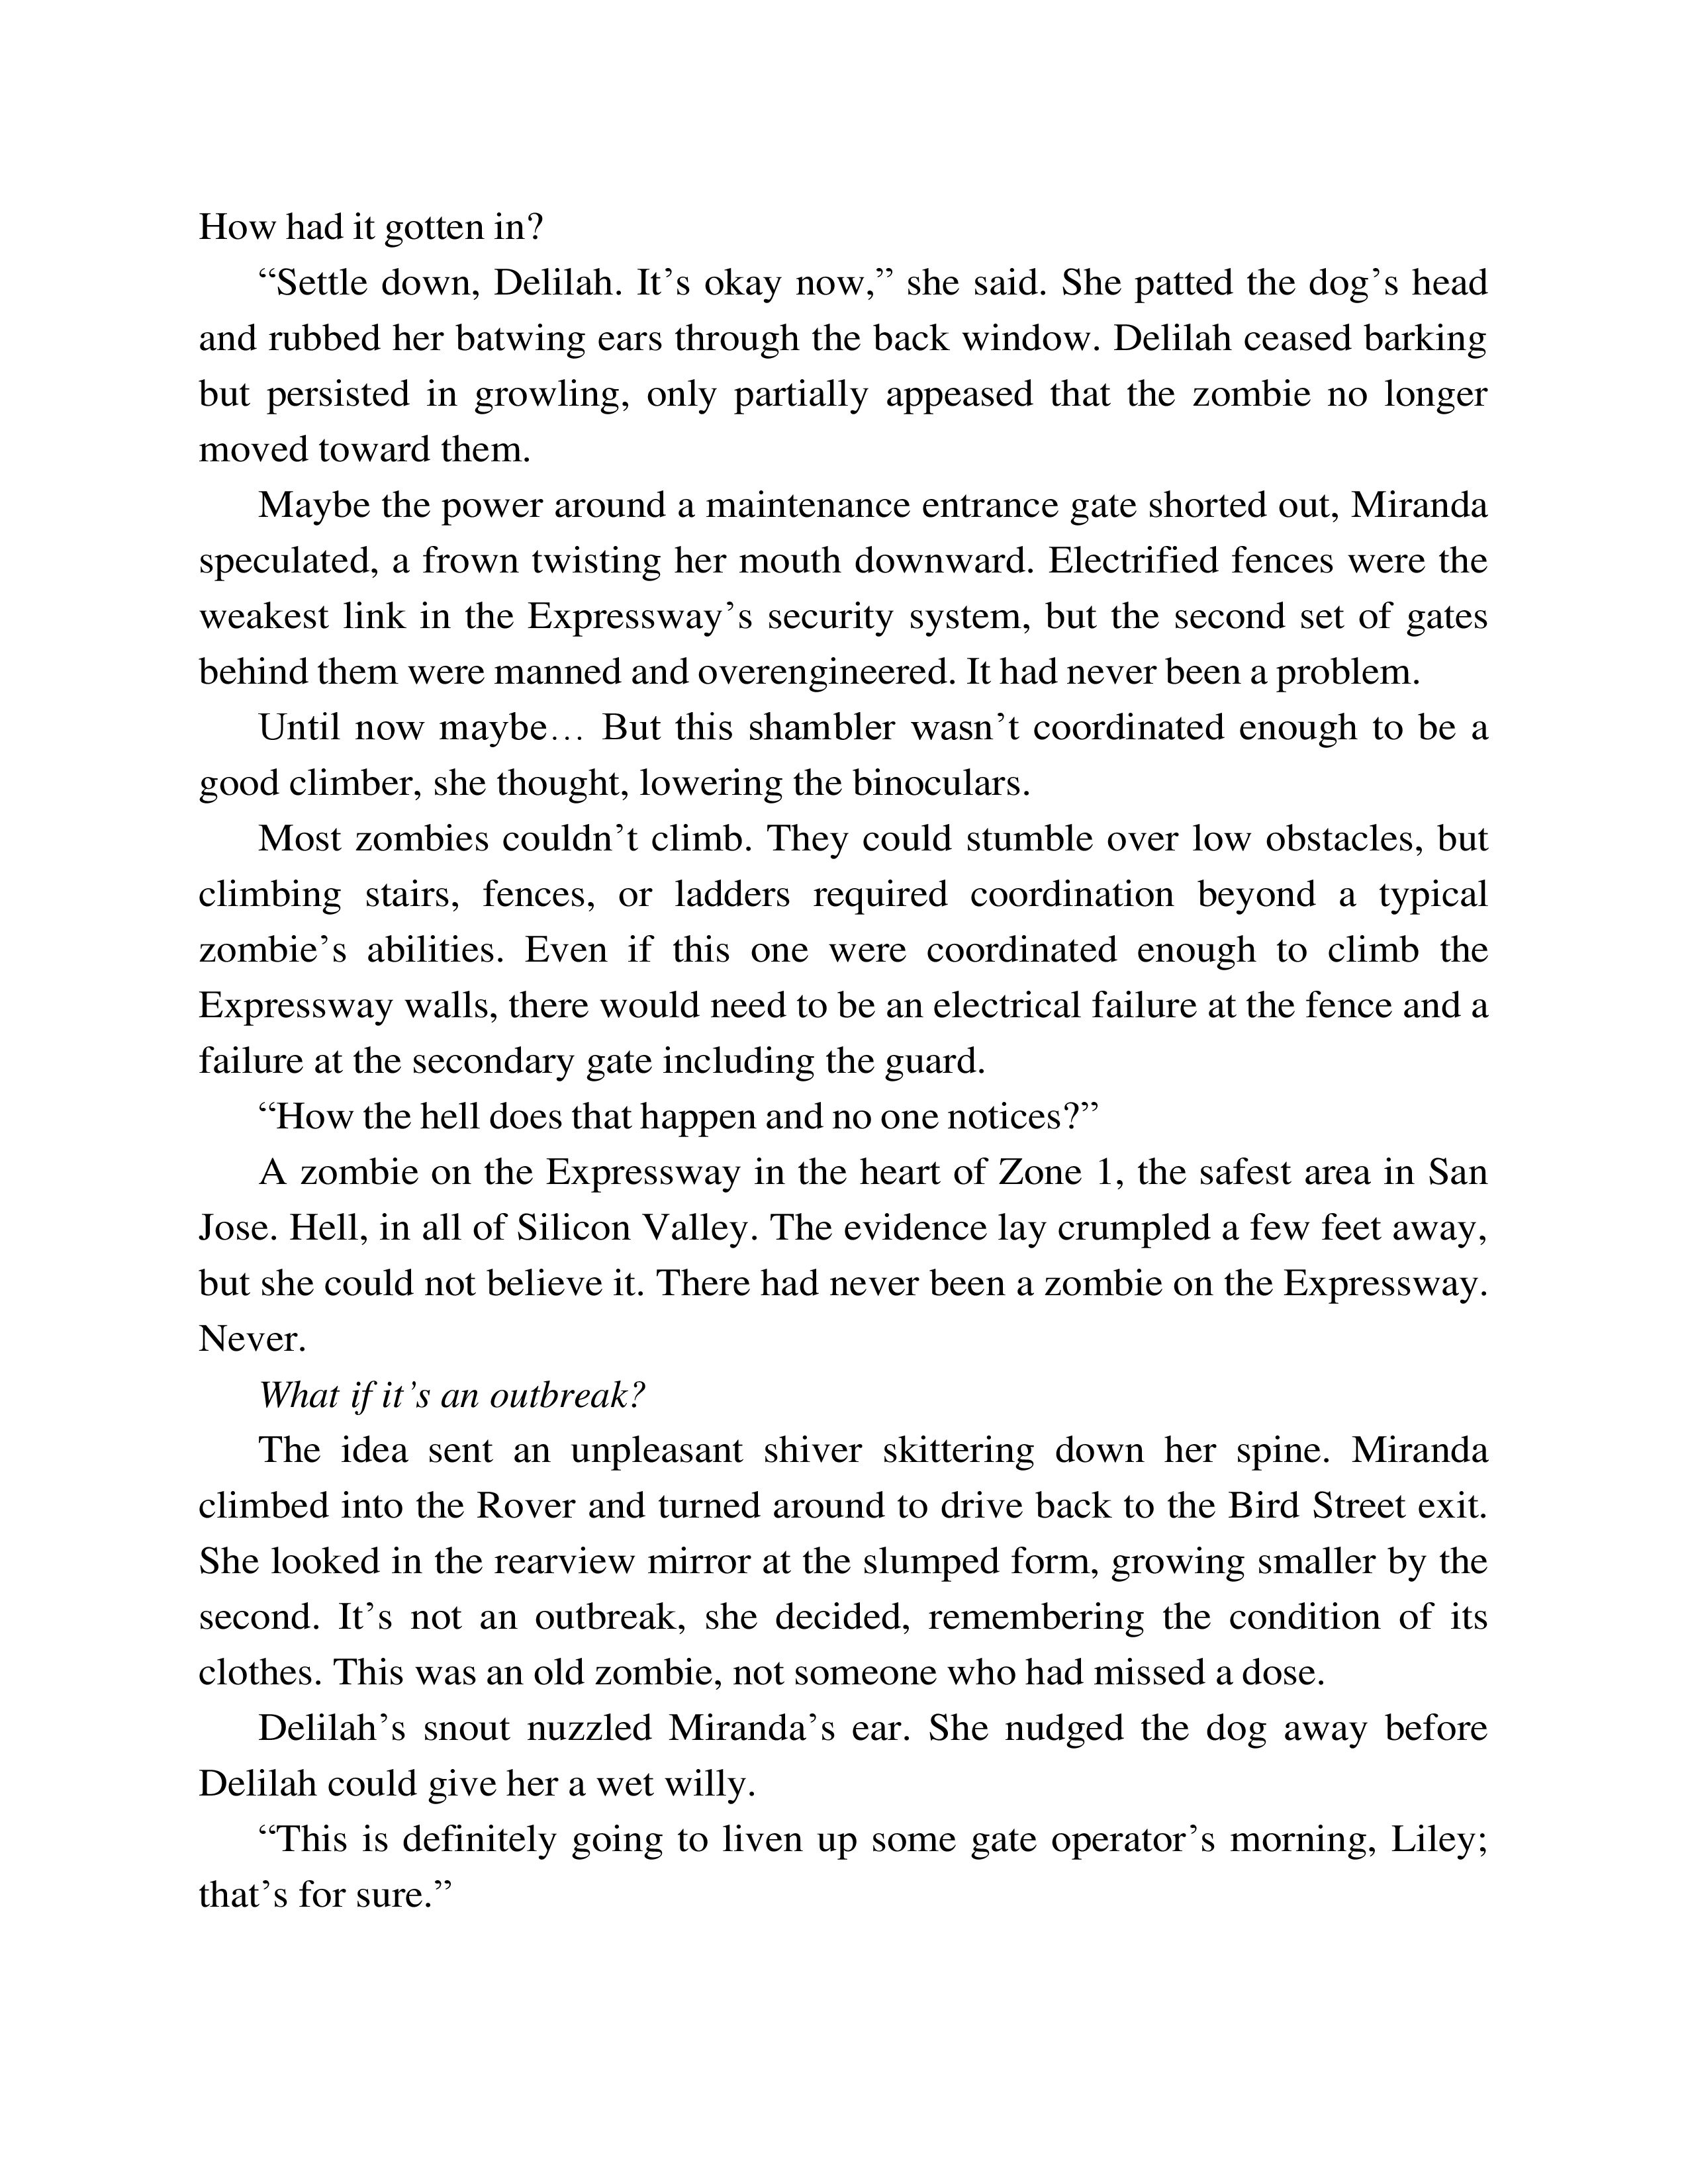 How had it gotten in?
“Settle down, Delilah. It’s okay now,” she said. She patted the dog’s head
and rubbed her batwing ears through the back window. Delilah ceased barking
but persisted in growling, only partially appeased that the zombie no longer
moved toward them.
Maybe the power around a maintenance entrance gate shorted out, Miranda
speculated, a frown twisting her mouth downward. Electrified fences were the
weakest link in the Expressway’s security system, but the second set of gates
behind them were manned and overengineered. It had never been a problem.
Until now maybe… But this shambler wasn’t coordinated enough to be a
good climber, she thought, lowering the binoculars.
Most zombies couldn’t climb. They could stumble over low obstacles, but
climbing stairs, fences, or ladders required coordination beyond a typical
zombie’s abilities. Even if this one were coordinated enough to climb the
Expressway walls, there would need to be an electrical failure at the fence and a
failure at the secondary gate including the guard.
“How the hell does that happen and no one notices?”
A zombie on the Expressway in the heart of Zone 1, the safest area in San
Jose. Hell, in all of Silicon Valley. The evidence lay crumpled a few feet away,
but she could not believe it. There had never been a zombie on the Expressway.
Never.
What if it’s an outbreak?
The idea sent an unpleasant shiver skittering down her spine. Miranda
climbed into the Rover and turned around to drive back to the Bird Street exit.
She looked in the rearview mirror at the slumped form, growing smaller by the
second. It’s not an outbreak, she decided, remembering the condition of its
clothes. This was an old zombie, not someone who had missed a dose.
Delilah’s snout nuzzled Miranda’s ear. She nudged the dog away before
Delilah could give her a wet willy.
“This is definitely going to liven up some gate operator’s morning, Liley;
that’s for sure.”